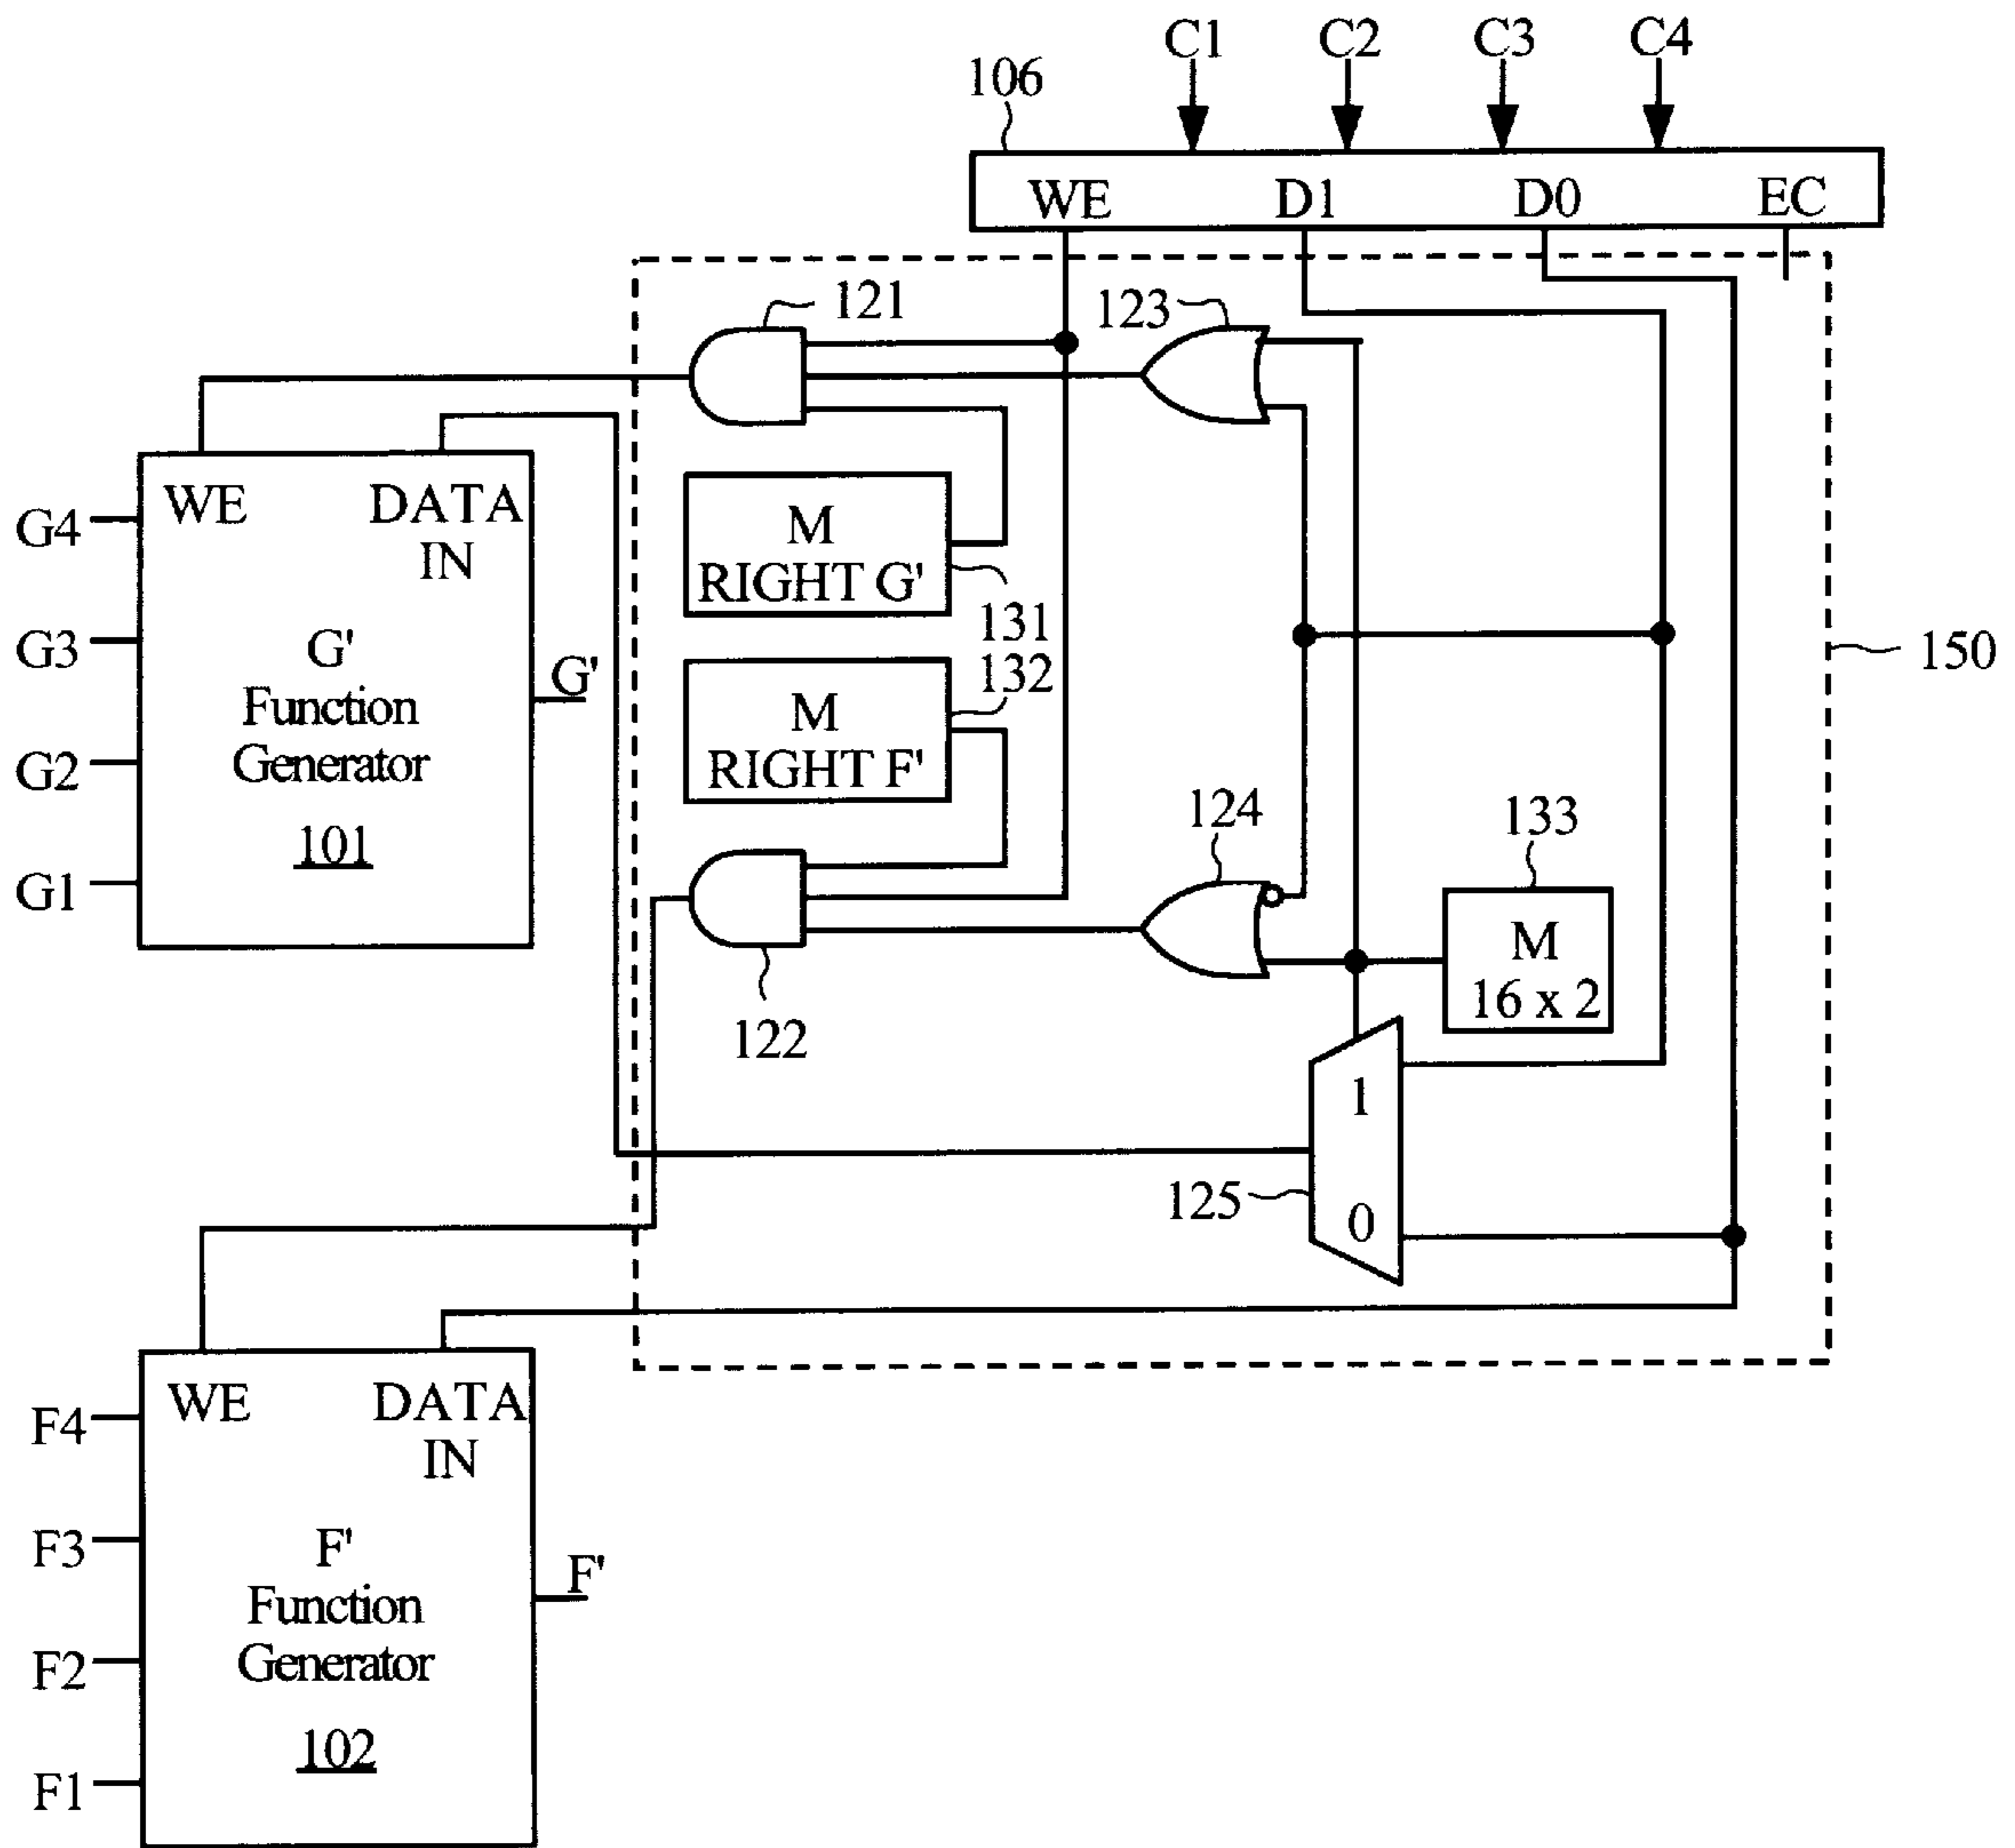 C1 C2 C3 C4
106
WE D1 D0 EC
121
123
WE DATA
IN
G4
G3
G2
G1
G'
Function
Generator
101
G'
M
RIGHT G'
131
M
RIGHT F'
132
150
124
133
M
16 x 2
122
1
0
125
WE DATA
IN
F4
F3
F2
F1
F'
Function
Generator
102
F'